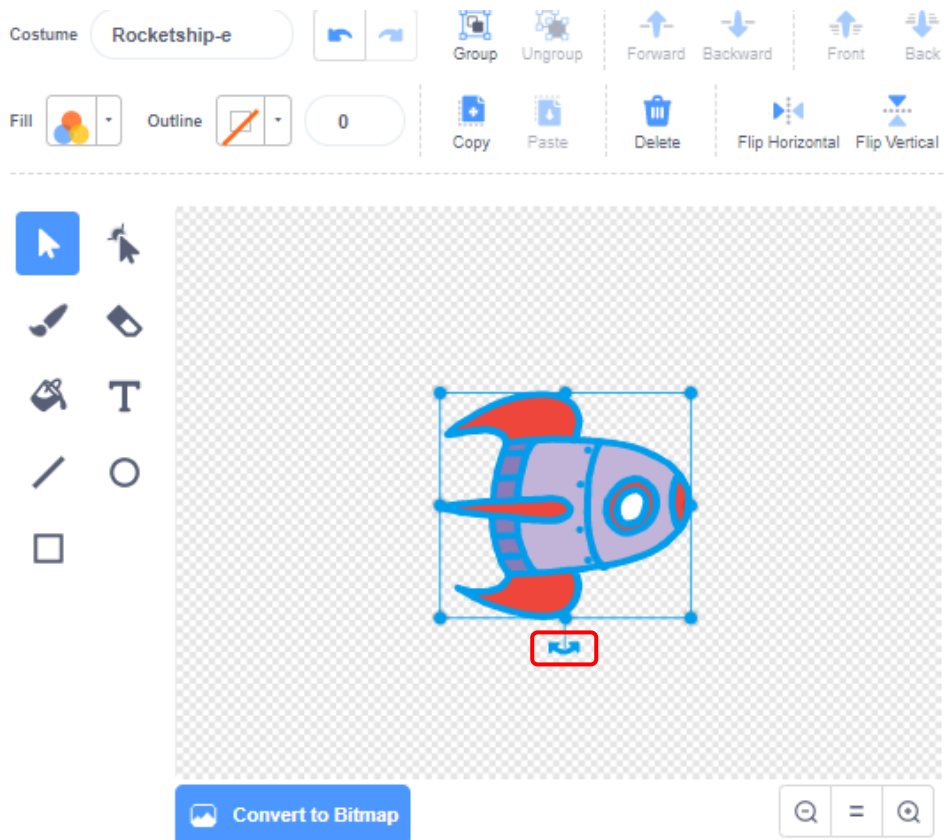 Costume Rocketship-e
Group Ungroup Forward Backward Front Back
Fill Outline 0
Copy Paste Delete Flip Horizontal Flip Vertical
T
Convert to Bitmap